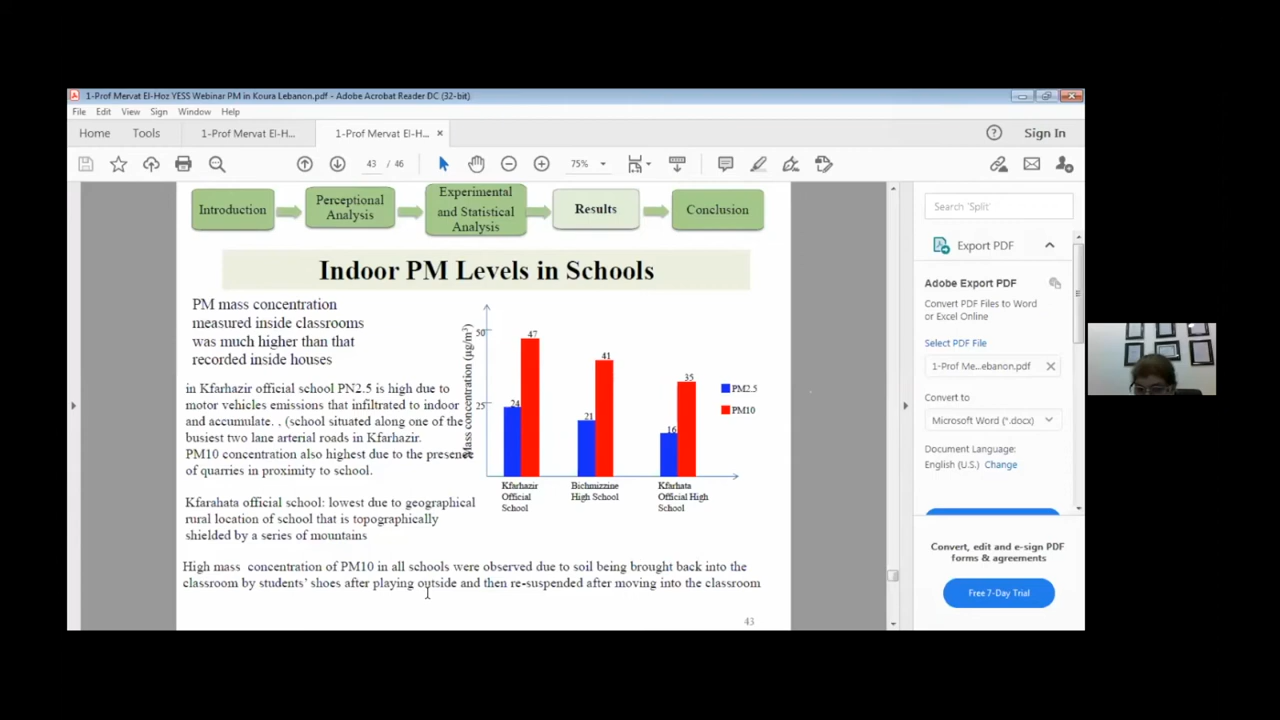 1-Prof Mervat El-Hoz YESS Webinar PM in Koura Lebanon.pdf - Adobe Acrobat Reader DC (32-bit)
File Edit View Sign Window Help
Home Tools 1-Prof Mervat El-H... 1-Prof Mervat El-H... × Sign In
43 / 46 75%
Introduction
Perceptional
Analysis
Experimental
and Statistical
Analysis
Results
Conclusion
Indoor PM Levels in Schools
PM mass concentration
measured inside classrooms
was much higher than that
recorded inside houses
in Kfarhazir official school PN2.5 is high due to
motor vehicles emissions that infiltrated to indoor
and accumulate. , (school situated along one of the
busiest two lane arterial roads in Kfarhazir.
PM10 concentration also highest due to the presence
of quarries in proximity to school.
Kfarahata official school: lowest due to geographical
rural location of school that is topographically
shielded by a series of mountains
High mass concentration of PM10 in all schools were observed due to soil being brought back into the
classroom by students' shoes after playing outside and then re-suspended after moving into the classroom
Mass concentration (µg/m³)
50
25
24
47
21
41
16
35
Kfarhazir
Official
School
Bichmizzine
High School
Kfarhata
Official High
School
PM2.5
PM10
43
Search 'Split'
Export PDF
Adobe Export PDF
Convert PDF Files to Word
or Excel Online
Select PDF File
1-Prof Me...ebanon.pdf
Convert to
Microsoft Word (*.docx)
Document Language:
English (U.S.) Change
Convert, edit and e-sign PDF
forms & agreements
Free 7-Day Trial